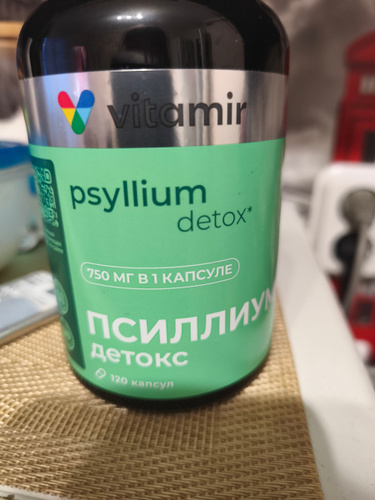 vitamir
psyllium
detox*
750 МГ В 1 КАПСУЛЕ
ПСИЛЛИУМ
детокс
120 капсул